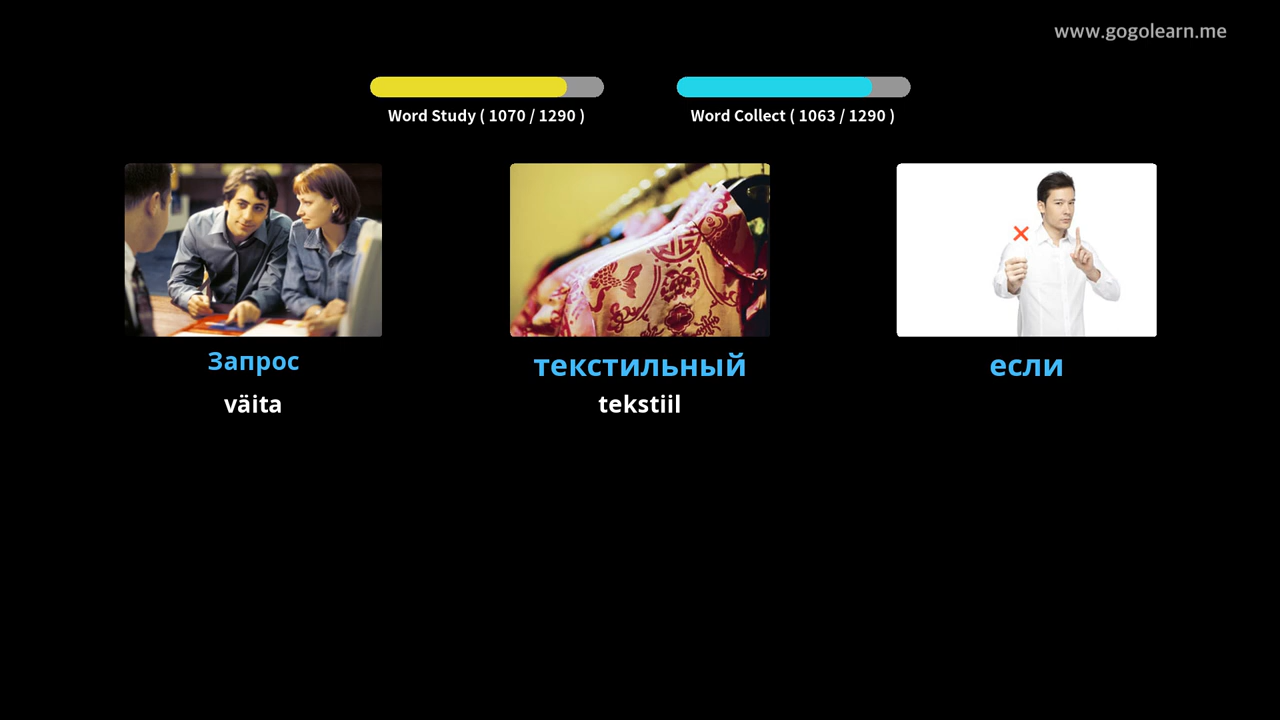 www.gogolearn.me
Word Study ( 1070 / 1290 )
Word Collect ( 1063 / 1290 )
Запрос
väita
текстильный
tekstiil
если